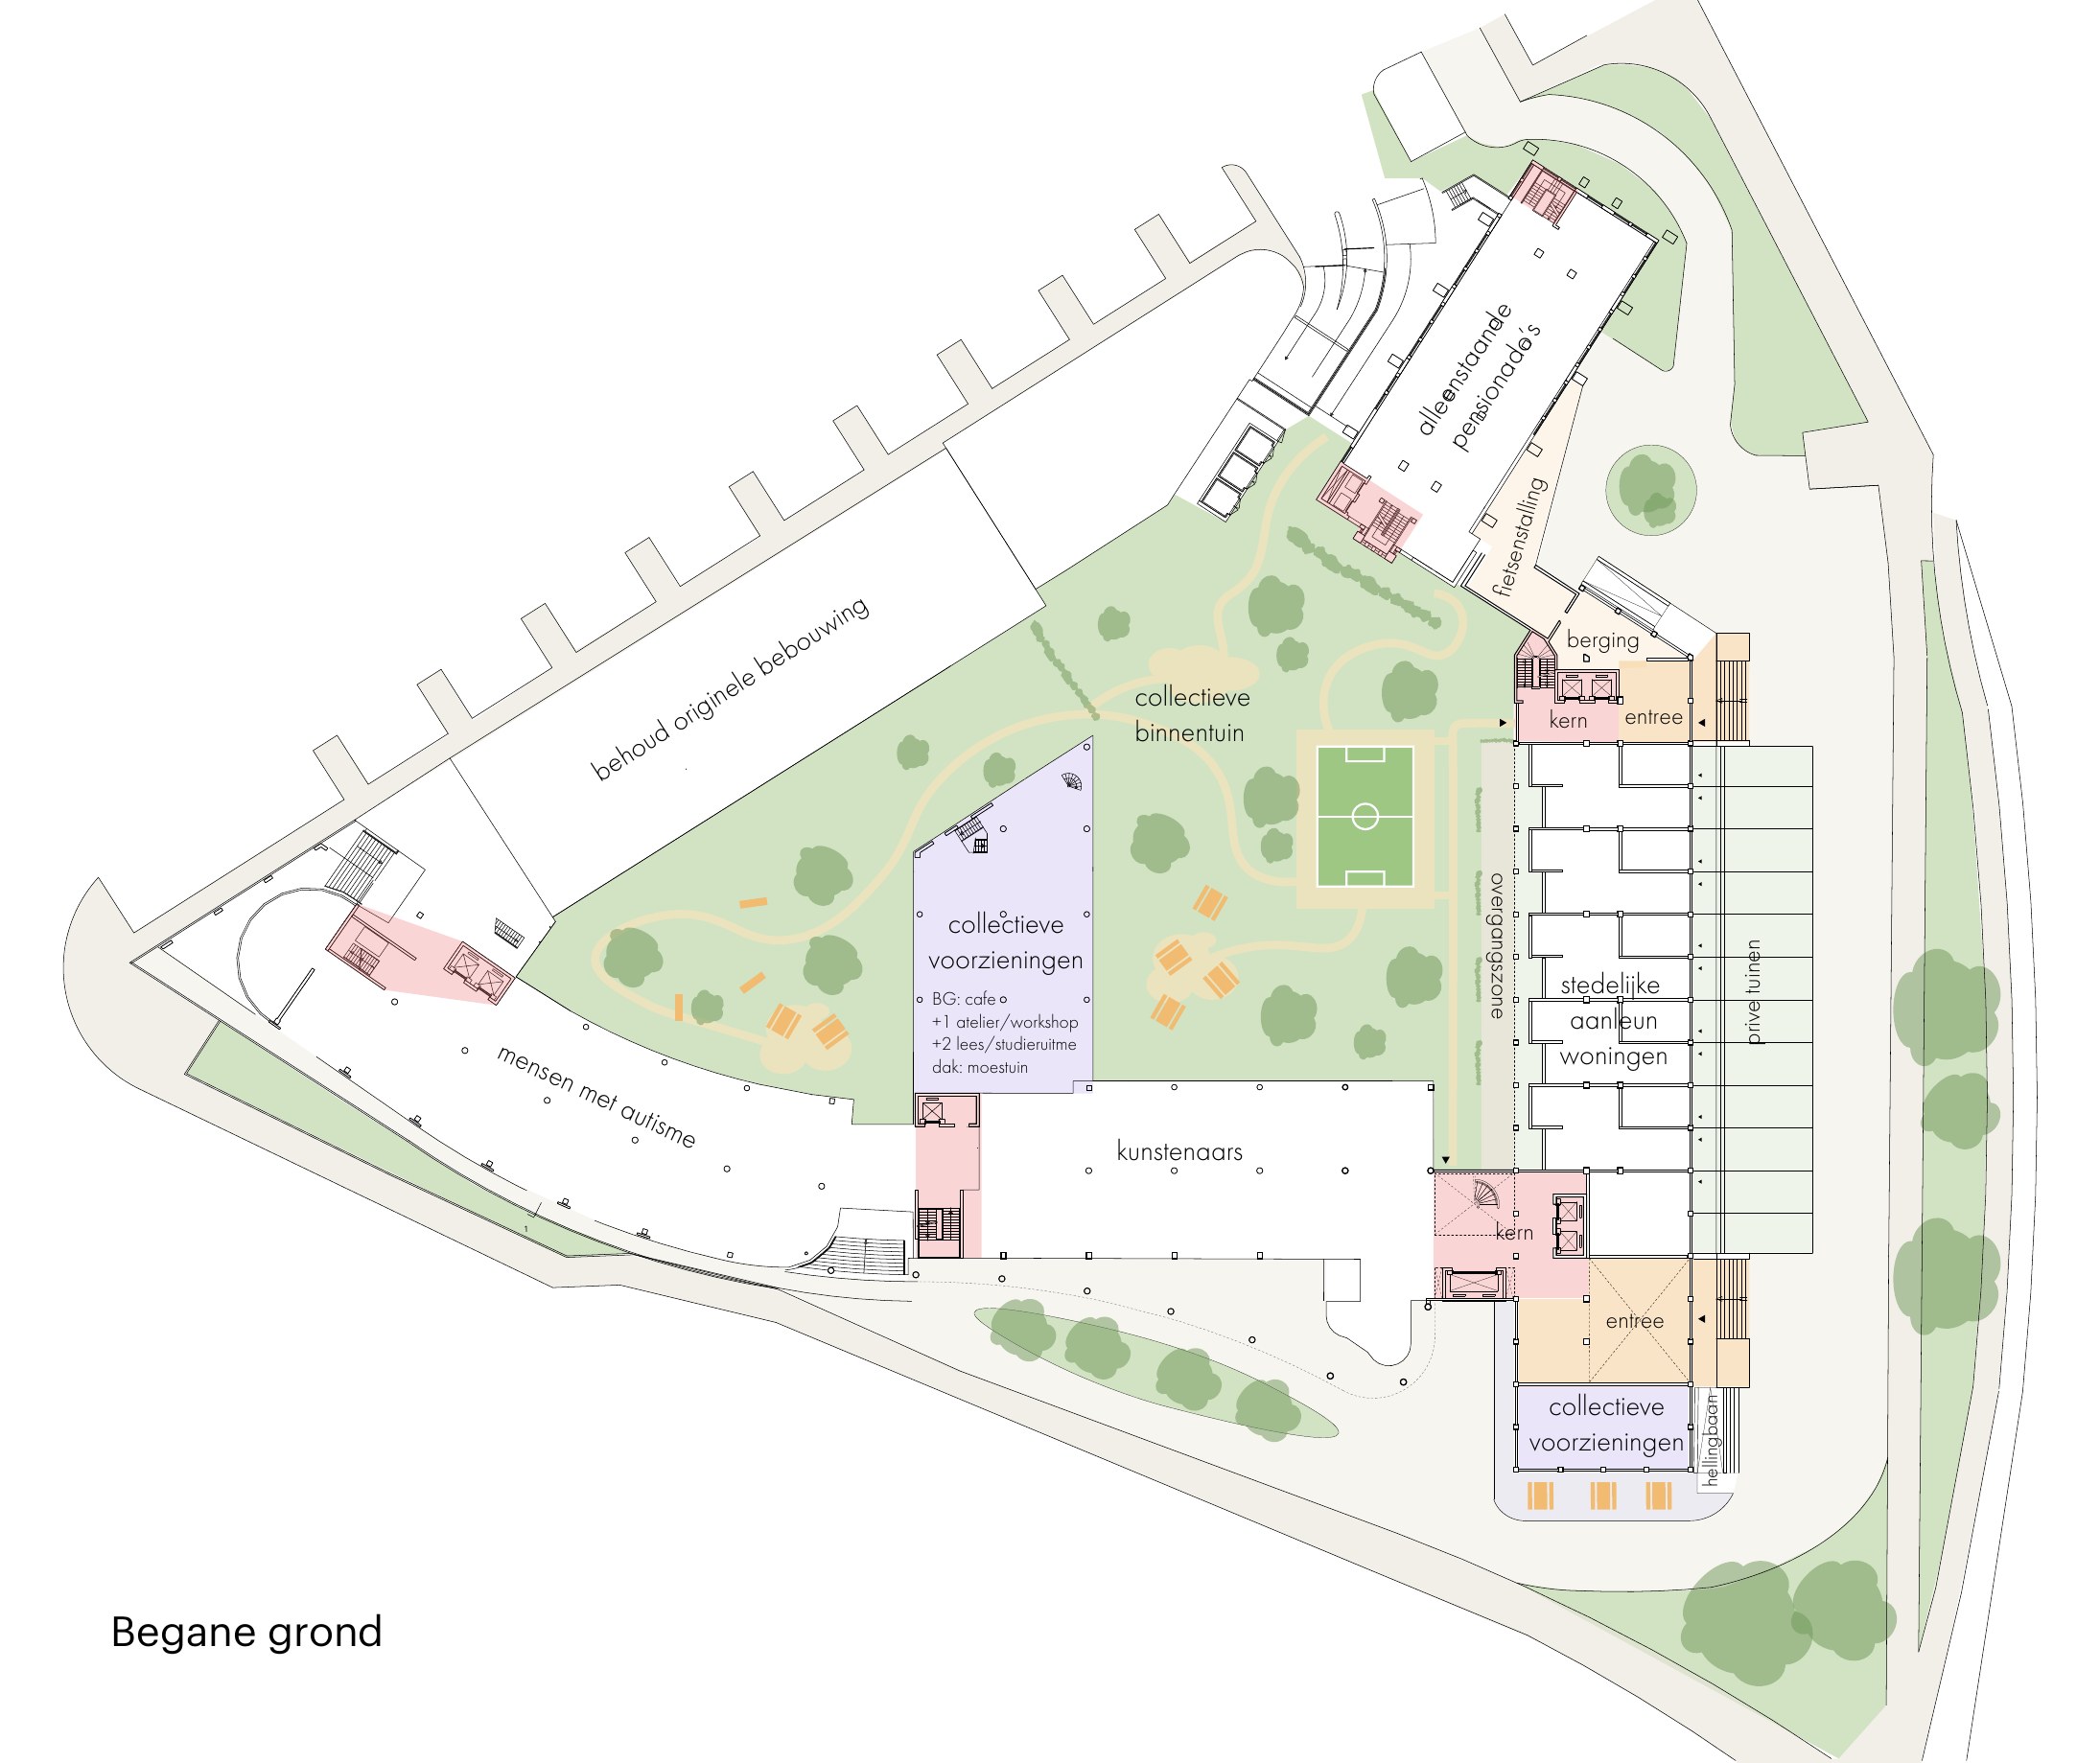 alleenstaande
pensionado's
fietsenstalling
behoud originele bebouwing
berging
collectieve
binnentuin
kern
entree
collectieve
voorzieningen
BG: cafe
+1 atelier/workshop
+2 lees/studieruitme
dak: moestuin
overgangszone
stedelijke
aanleun
woningen
prive tuinen
mensen met autisme
kunstenaars
kern
entree
collectieve
voorzieningen
hellingbaan
Begane grond